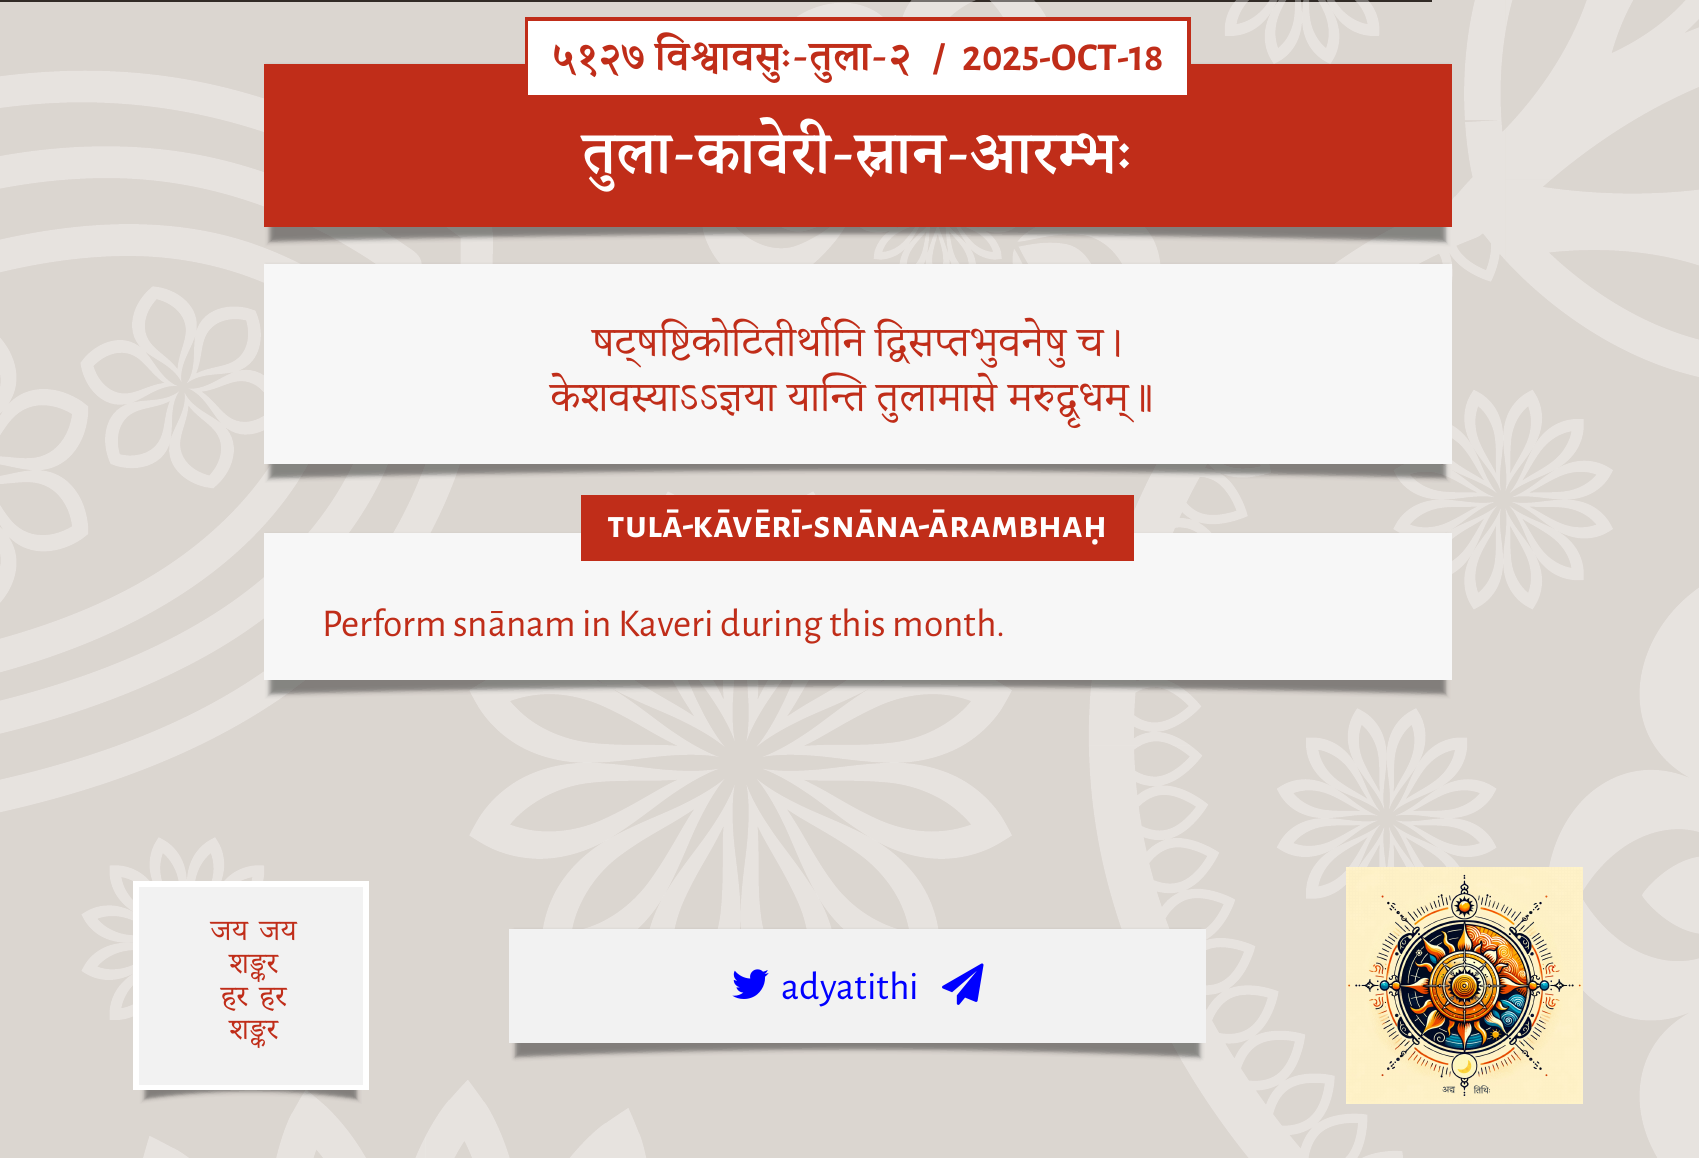 ५१२७ विश्वावसुः-तुला-२ / 2025-OCT-18
तुला-कावेरी-स्नान-आरम्भः
षट्षष्टिकोटितीर्थानि द्विसप्तभुवनेषु च।
केशवस्याऽऽज्ञया यान्ति तुलामासे मरुद्वृधम्॥
TULĀ-KĀVĒRĪ-SNĀNA-ĀRAMBHAḤ
Perform snānam in Kaveri during this month.
जय जय
शङ्कर
हर हर
शङ्कर
adyatithi
अद्य तिथिः